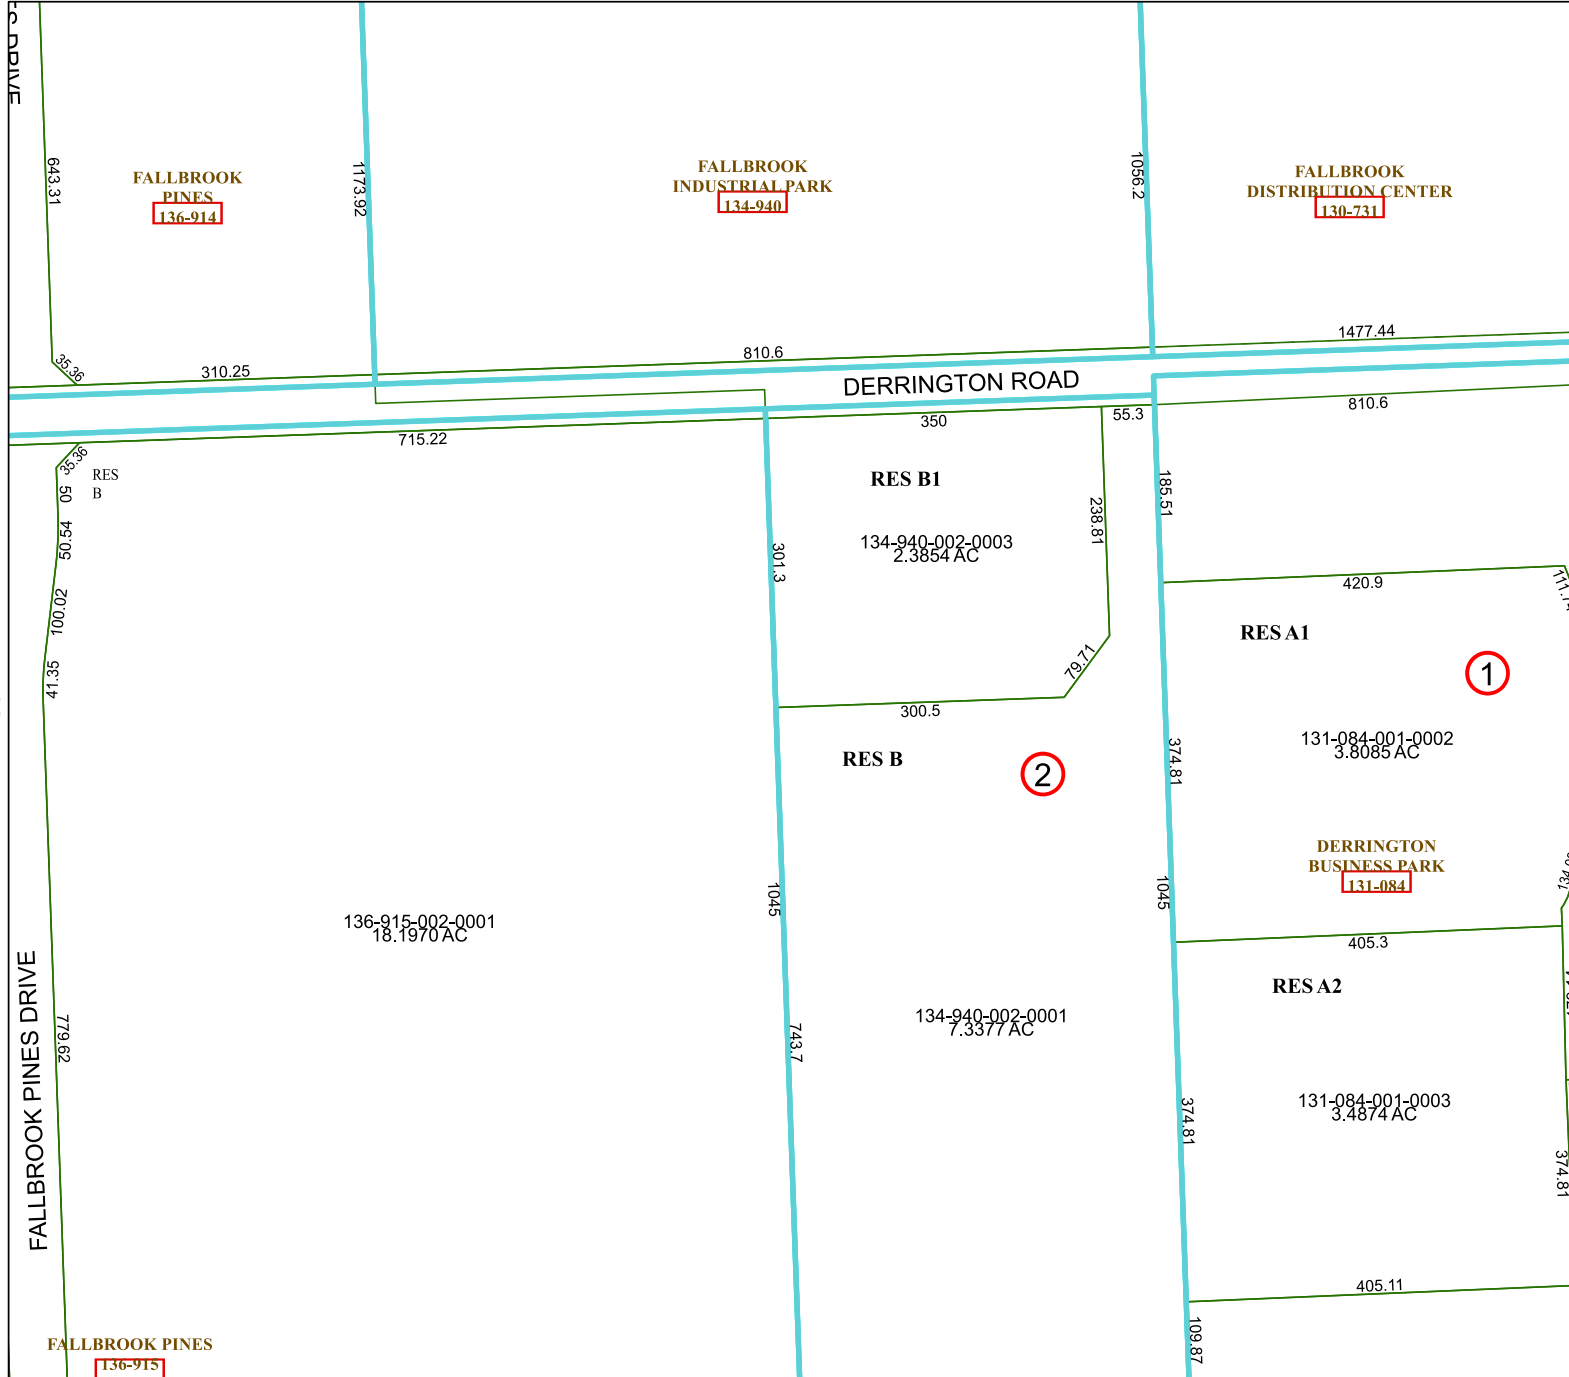 643.31
FALLBROOK
PINES
136-914
1173.92
FALLBROOK
INDUSTRIAL PARK
134-940
1056.2
FALLBROOK
DISTRIBUTION CENTER
130-731
35.36
310.25
810.6
1477.44
DERRINGTON ROAD
715.22
350
55.3
810.6
35.36
RES
B
50
50.54
100.02
41.35
RES B1
134-940-002-0003
2.3854 AC
301.3
238.81
79.71
300.5
185.51
420.9
RES A1
1
RES B
2
374.81
131-084-001-0002
3.8085 AC
DERRINGTON
BUSINESS PARK
131-084
1045
1045
405.3
136-915-002-0001
18.1970 AC
RES A2
134-940-002-0001
7.3377 AC
743.7
FALLBROOK PINES DRIVE
779.62
374.81
131-084-001-0003
3.4874 AC
374.81
405.11
109.87
FALLBROOK PINES
136-915